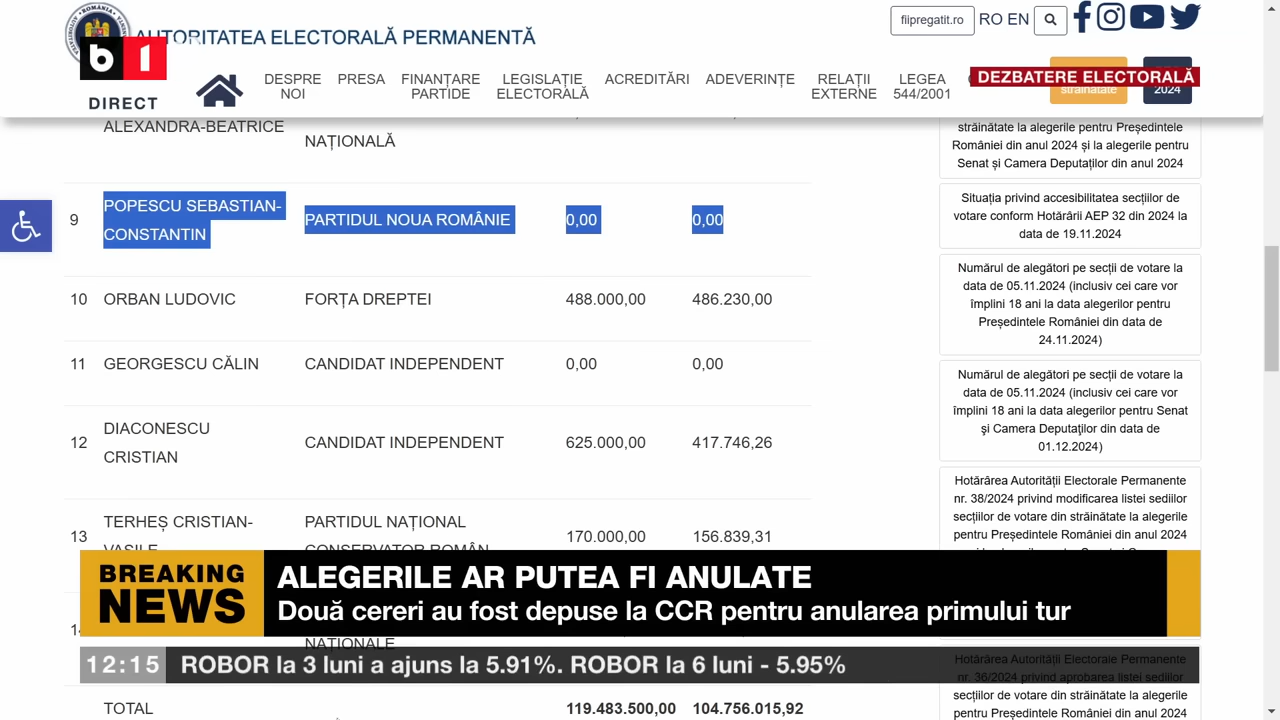 AUTORITATEA ELECTORALĂ PERMANENTĂ
fiipregatit.ro
RO EN
b1
DIRECT
DESPRE NOI
PRESA
FINANȚARE PARTIDE
LEGISLAȚIE ELECTORALĂ
ACREDITĂRI
ADEVERINȚE
RELAȚII EXTERNE
LEGEA 544/2001
DEZBATERE ELECTORALĂ
străinătate
2024
ALEXANDRA-BEATRICE
NAȚIONALĂ
9 POPESCU SEBASTIAN-CONSTANTIN PARTIDUL NOUA ROMÂNIE 0,00 0,00
10 ORBAN LUDOVIC FORȚA DREPTEI 488.000,00 486.230,00
11 GEORGESCU CĂLIN CANDIDAT INDEPENDENT 0,00 0,00
12 DIACONESCU CRISTIAN CANDIDAT INDEPENDENT 625.000,00 417.746,26
13 TERHEȘ CRISTIAN-VASILE PARTIDUL NAȚIONAL CONSERVATOR ROMÂN 170.000,00 156.839,31
NAȚIONALE
TOTAL 119.483.500,00 104.756.015,92
străinătate la alegerile pentru Președintele
României din anul 2024 și la alegerile pentru
Senat și Camera Deputaților din anul 2024
Situația privind accesibilitatea secțiilor de
votare conform Hotărârii AEP 32 din 2024 la
data de 19.11.2024
Numărul de alegători pe secții de votare la
data de 05.11.2024 (inclusiv cei care vor
împlini 18 ani la data alegerilor pentru
Președintele României din data de
24.11.2024)
Numărul de alegători pe secții de votare la
data de 05.11.2024 (inclusiv cei care vor
împlini 18 ani la data alegerilor pentru Senat
şi Camera Deputaţilor din data de
01.12.2024)
Hotărârea Autorității Electorale Permanente
nr. 38/2024 privind modificarea listei sediilor
secțiilor de votare din străinătate la alegerile
pentru Președintele României din anul 2024
Hotărârea Autorității Electorale Permanente
nr. 36/2024 privind aprobarea listei sediilor
secțiilor de votare din străinătate la alegerile
pentru Președintele României din anul 2024
BREAKING NEWS
ALEGERILE AR PUTEA FI ANULATE
Două cereri au fost depuse la CCR pentru anularea primului tur
12:15 ROBOR la 3 luni a ajuns la 5.91%. ROBOR la 6 luni - 5.95%